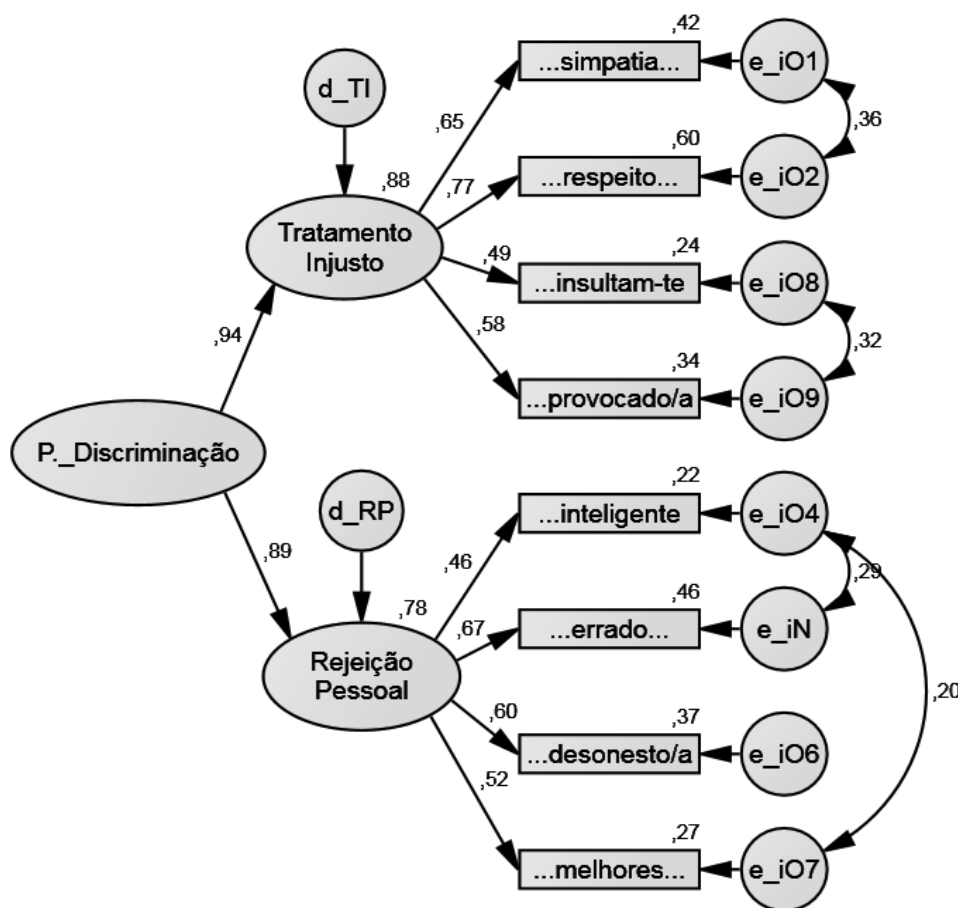 ,42
...simpatia...
e_iO1
d_TI
,65
,36
,60
,88
,77
...respeito...
e_iO2
Tratamento
Injusto
,24
,49
...insultam-te
e_iO8
,58
,32
,94
,34
...provocado/a
e_iO9
P._Discriminação
,22
d_RP
...inteligente
e_iO4
,89
,46
,29
,46
,78
,67
...errado...
e_iN
Rejeição
Pessoal
,20
,37
,60
...desonesto/a
e_iO6
,52
,27
...melhores...
e_iO7